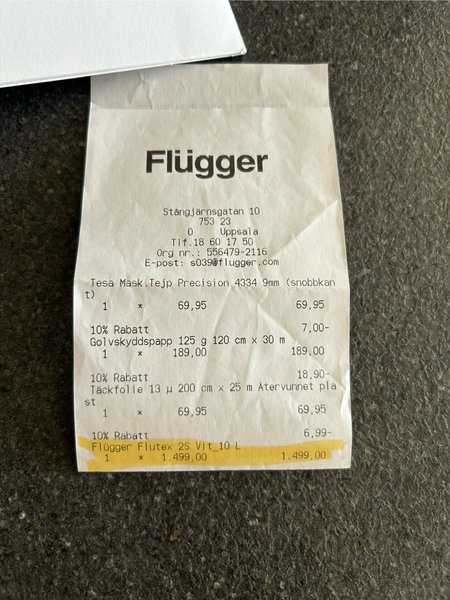 Flügger
Stångjärnsgatan 10
753 23
0 Uppsala
Tlf.18 60 17 50
Org nr.: 556479-2116
E-post: s039@flugger.com
Tesa Mask.Tejp Precision 4334 9mm (snobbkan
t)
1 * 69,95 69,95
10% Rabatt 7,00-
Golvskyddspapp 125 g 120 cm x 30 m
1 * 189,00 189,00
10% Rabatt 18,90-
Täckfolie 13 µ 200 cm x 25 m Återvunnet pla
st
1 * 69,95 69,95
10% Rabatt 6,99-
Flügger Flutex 2S Vit_10 L
1 * 1.499,00 1.499,00